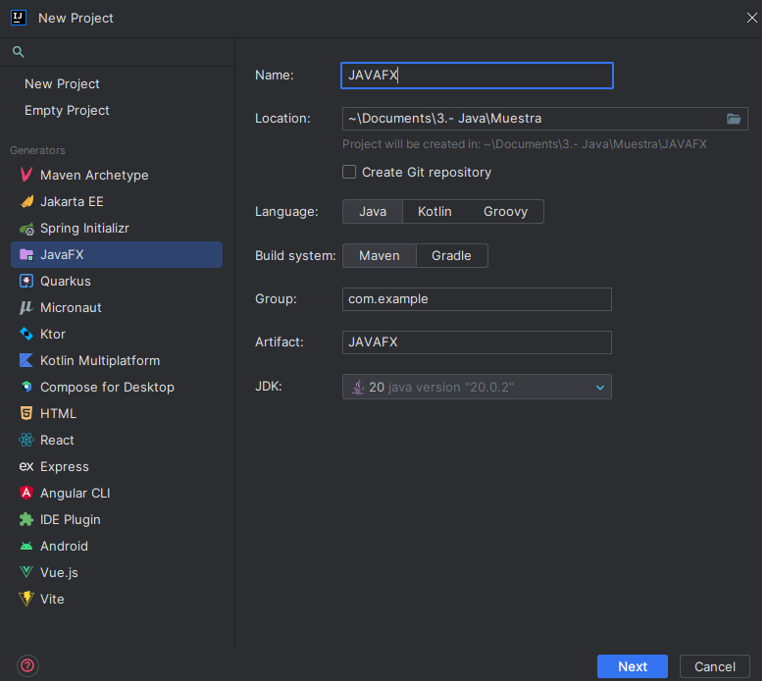 New Project
New Project
Empty Project
Generators
Maven Archetype
Jakarta EE
Spring Initializr
JavaFX
Quarkus
Micronaut
Ktor
Kotlin Multiplatform
Compose for Desktop
HTML
React
Express
Angular CLI
IDE Plugin
Android
Vue.js
Vite
Name: JAVAFX
Location: ~\Documents\3.- Java\Muestra
Project will be created in: ~\Documents\3.- Java\Muestra\JAVAFX
Create Git repository
Language: Java Kotlin Groovy
Build system: Maven Gradle
Group: com.example
Artifact: JAVAFX
JDK: 20 java version "20.0.2"
? Next Cancel